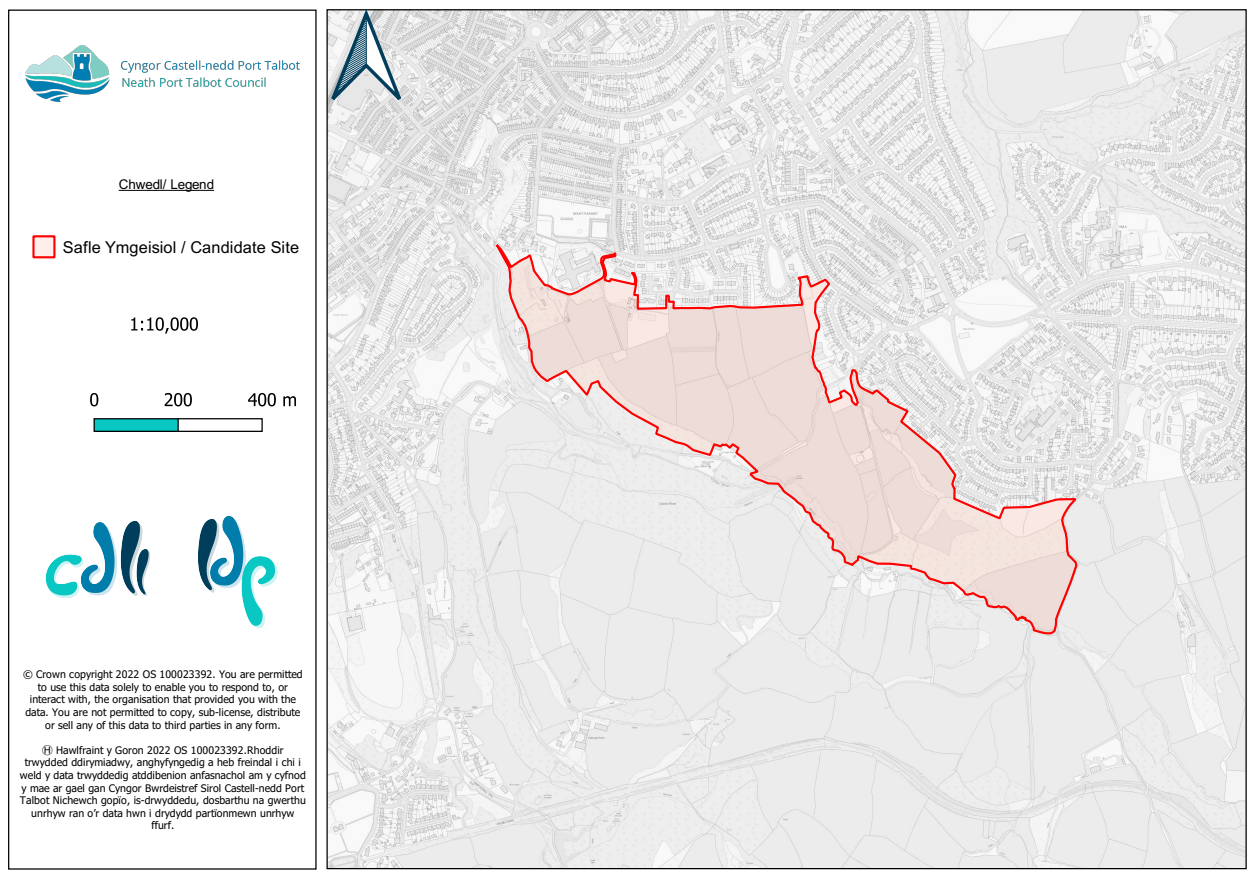 Cyngor Castell-nedd Port Talbot
Neath Port Talbot Council
Chwedl/ Legend
Safle Ymgeisiol / Candidate Site
1:10,000
0 200 400 m
cdll ldp
© Crown copyright 2022 OS 100023392. You are permitted
to use this data solely to enable you to respond to, or
interact with, the organisation that provided you with the
data. You are not permitted to copy, sub-license, distribute
or sell any of this data to third parties in any form.
Ⓗ Hawlfraint y Goron 2022 OS 100023392.Rhoddir
trwydded ddirymiadwy, anghyfyngedig a heb freindal i chi i
weld y data trwyddedig atddibenion anfasnachol am y cyfnod
y mae ar gael gan Cyngor Bwrdeistref Sirol Castell-nedd Port
Talbot Nichewch gopïo, is-drwyddedu, dosbarthu na gwerthu
unrhyw ran o'r data hwn i drydydd partïonmewn unrhyw
ffurf.